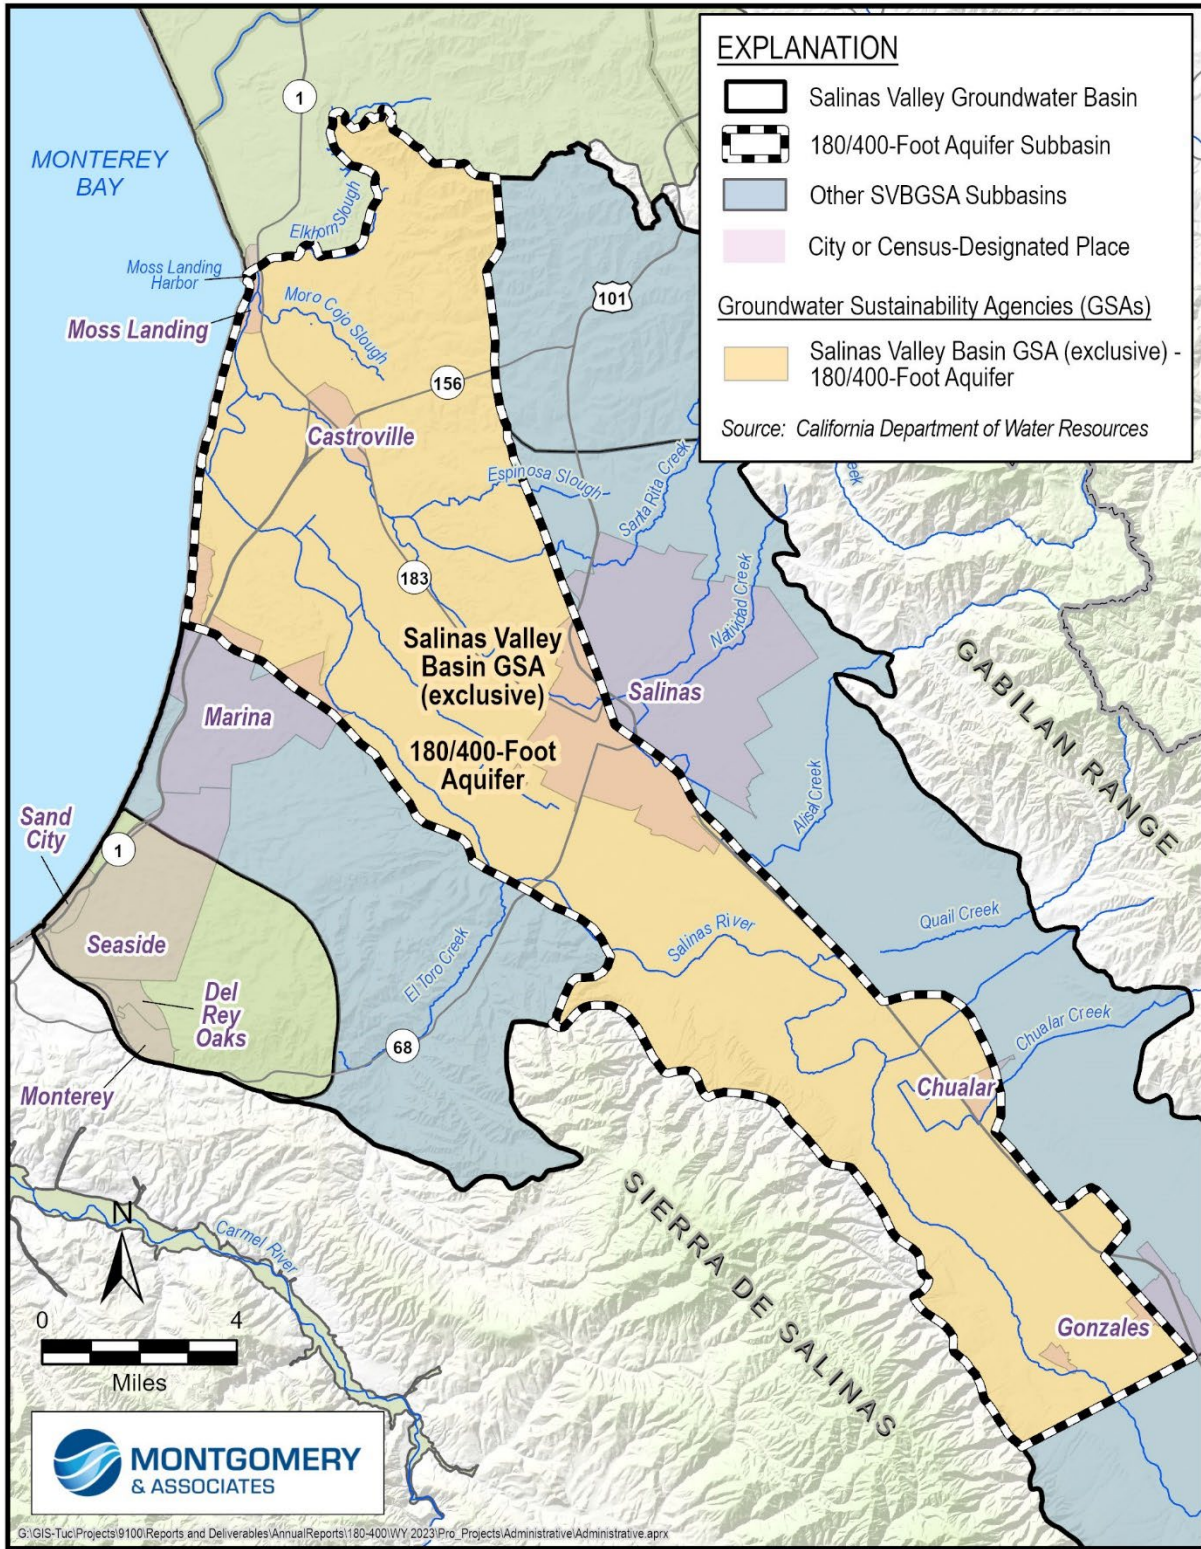 EXPLANATION
Salinas Valley Groundwater Basin
180/400-Foot Aquifer Subbasin
Other SVBGSA Subbasins
City or Census-Designated Place
Groundwater Sustainability Agencies (GSAs)
Salinas Valley Basin GSA (exclusive) -
180/400-Foot Aquifer
Source: California Department of Water Resources
1
MONTEREY
BAY
Elkhorn Slough
Moss Landing
Harbor
Moss Landing
Moro Cojo Slough
101
156
Castroville
Espinosa Slough
Santa Rita Creek
Creek
183
Natividad Creek
Salinas Valley
Basin GSA
(exclusive)
180/400-Foot
Aquifer
Salinas
Marina
GABILAN RANGE
Alisal Creek
Sand
City
1
Seaside
Del
Rey
Oaks
Monterey
El Toro Creek
68
Salinas River
Quail Creek
Chualar Creek
Chualar
Gonzales
SIERRA DE SALINAS
Carmel River
N
0 4
Miles
MONTGOMERY
& ASSOCIATES
G:\GIS-Tuc\Projects\9100\Reports and Deliverables\AnnualReports\180-400\WY 2023\Pro_Projects\Administrative\Administrative.aprx